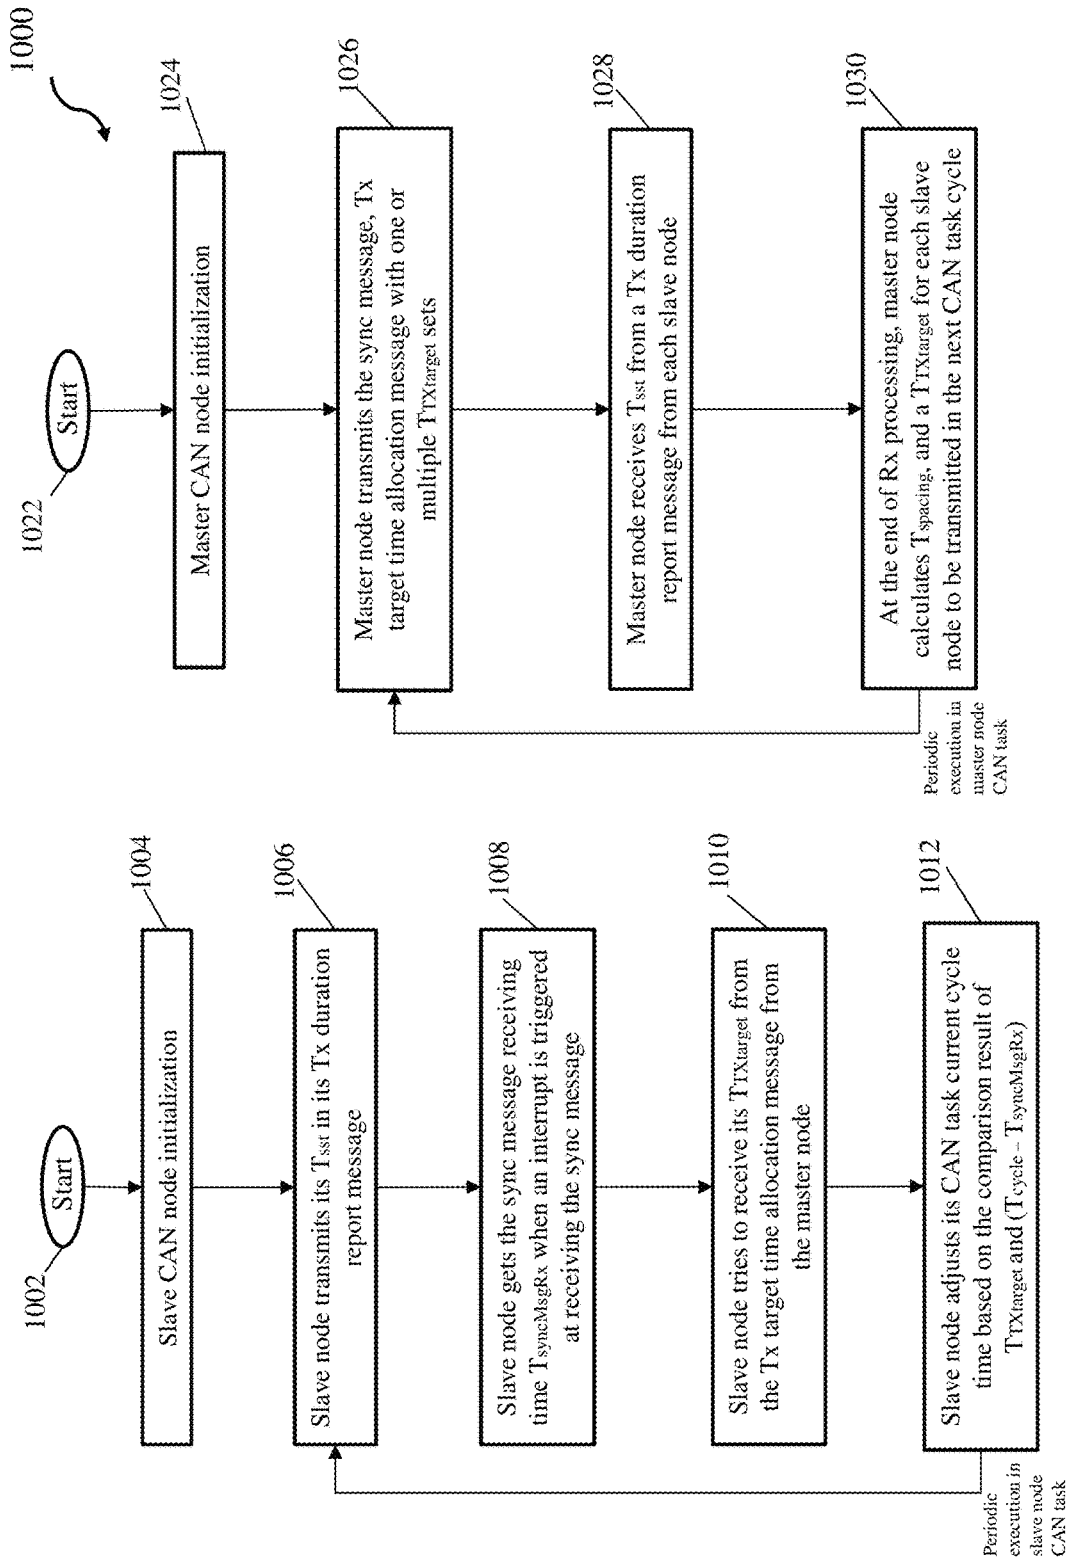 1000
1002
Start
1004
Slave CAN node initialization
1006
Slave node transmits its Tsst in its Tx duration
report message
1008
Slave node gets the sync message receiving
time TsyncMsgRx when an interrupt is triggered
at receiving the sync message
1010
Slave node tries to receive its TTXtarget from
the Tx target time allocation message from
the master node
1012
Slave node adjusts its CAN task current cycle
time based on the comparison result of
TTXtarget and (Tcycle – TsyncMsgRx)
Periodic
execution in
slave node
CAN task
1022
Start
1024
Master CAN node initialization
1026
Master node transmits the sync message, Tx
target time allocation message with one or
multiple TTXtarget sets
1028
Master node receives Tsst from a Tx duration
report message from each slave node
1030
At the end of Rx processing, master node
calculates Tspacing, and a TTXtarget for each slave
node to be transmitted in the next CAN task cycle
Periodic
execution in
master node
CAN task